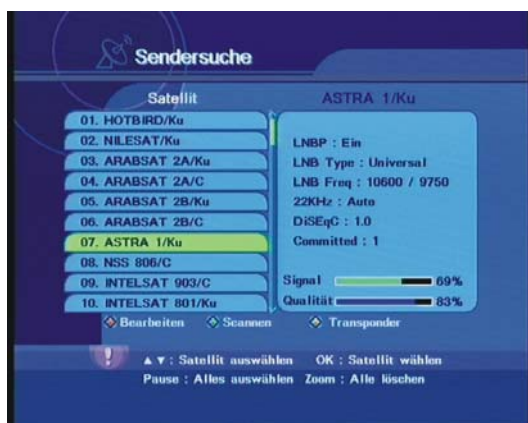 Sendersuche
Satellit
ASTRA 1/Ku
01. HOTBIRD/Ku
02. NILESAT/Ku
03. ARABSAT 2A/Ku
04. ARABSAT 2A/C
05. ARABSAT 2B/Ku
06. ARABSAT 2B/C
07. ASTRA 1/Ku
08. NSS 806/C
09. INTELSAT 903/C
10. INTELSAT 801/Ku
LNBP : Ein
LNB Type : Universal
LNB Freq : 10600 / 9750
22KHz : Auto
DiSEqC : 1.0
Committed : 1
Signal 69%
Qualität 83%
Bearbeiten Scannen Transponder
▲ ▼ : Satellit auswählen OK : Satellit wählen
Pause : Alles auswählen Zoom : Alle löschen